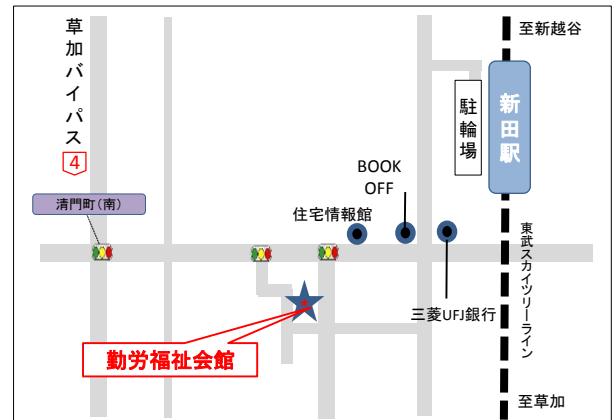 草加バイパス
4
清門町(南)
至新越谷
新田駅
駐輪場
BOOK
OFF
住宅情報館
三菱UFJ銀行
東武スカイツリーライン
勤労福祉会館
至草加